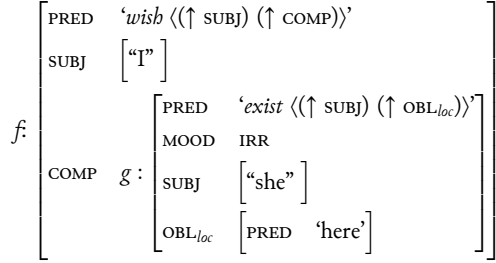 PRED ‘wish ⟨(↑ SUBJ) (↑ COMP)⟩’
SUBJ [“I”]
f:
COMP g:
PRED ‘exist ⟨(↑ SUBJ) (↑ OBLloc)⟩’
MOOD IRR
SUBJ [“she”]
OBLloc [PRED ‘here’]